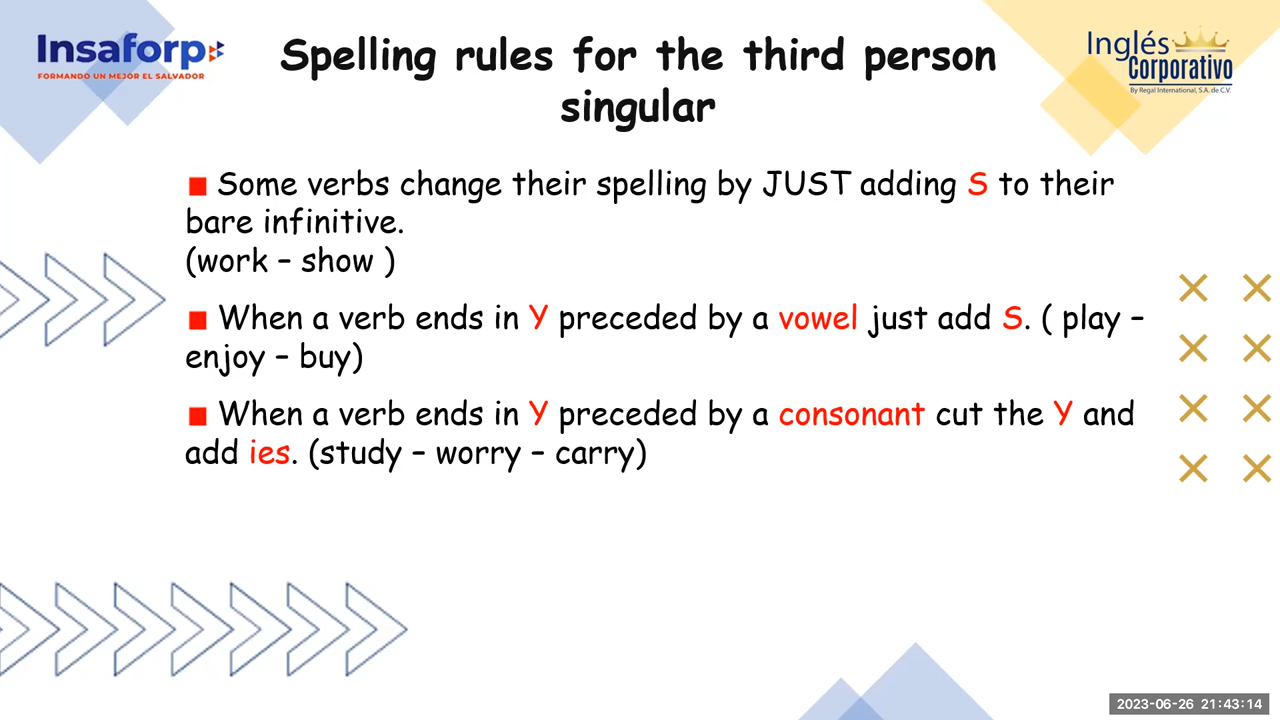 Insaforp
FORMANDO UN MEJOR EL SALVADOR
Inglés
Corporativo
By Regal International, S.A. de C.V.
Spelling rules for the third person
singular
■ Some verbs change their spelling by JUST adding S to their
bare infinitive.
(work – show )
■ When a verb ends in Y preceded by a vowel just add S. ( play –
enjoy – buy)
■ When a verb ends in Y preceded by a consonant cut the Y and
add ies. (study – worry – carry)
2023-06-26 21:43:14